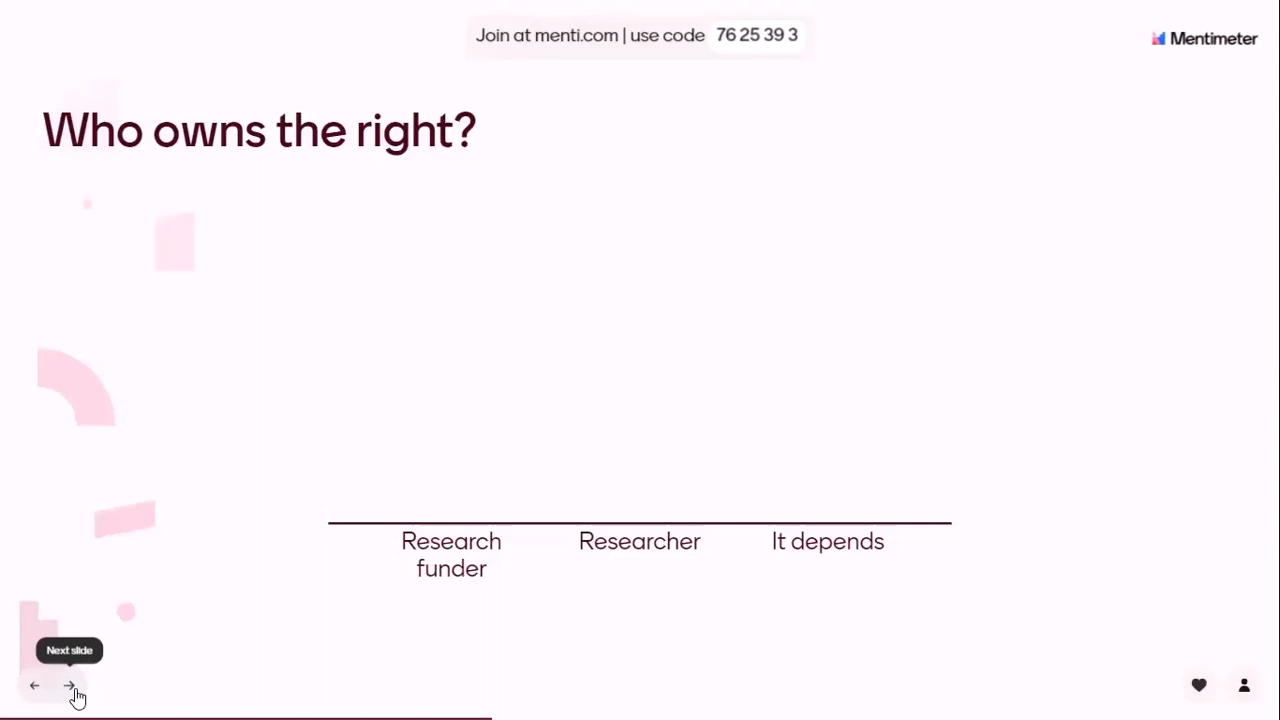 Join at menti.com | use code 76 25 39 3
Mentimeter
Who owns the right?
Research
funder
Researcher
It depends
Next slide